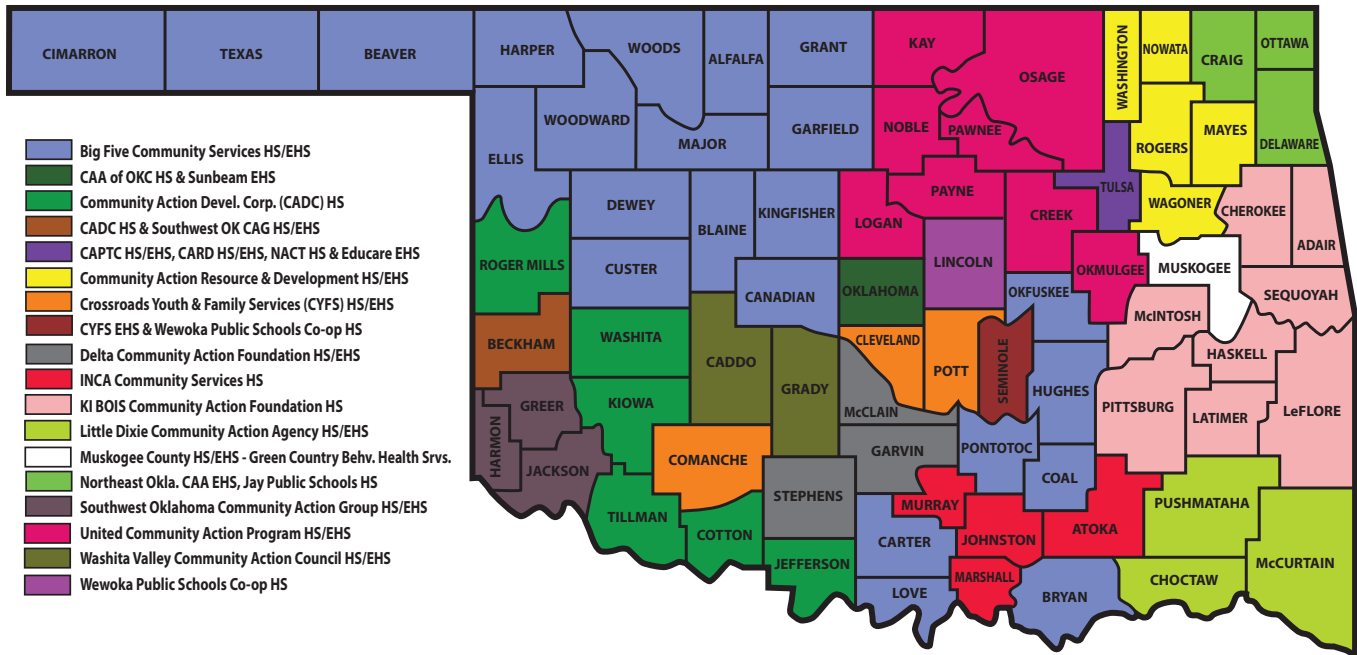 CIMARRON
TEXAS
BEAVER
HARPER
WOODS
ALFALFA
GRANT
KAY
OSAGE
WASHINGTON
NOWATA
CRAIG
OTTAWA
ELLIS
WOODWARD
MAJOR
GARFIELD
NOBLE
PAWNEE
ROGERS
MAYES
DELAWARE
DEWEY
BLAINE
KINGFISHER
LOGAN
PAYNE
CREEK
TULSA
WAGONER
CHEROKEE
ADAIR
ROGER MILLS
CUSTER
CANADIAN
OKLAHOMA
LINCOLN
OKFUSKEE
OKMULGEE
MUSKOGEE
SEQUOYAH
BECKHAM
WASHITA
CADDO
GRADY
CLEVELAND
POTT
SEMINOLE
HUGHES
McINTOSH
HASKELL
GREER
KIOWA
McCLAIN
PITTSBURG
LATIMER
LeFLORE
HARMON
JACKSON
COMANCHE
GARVIN
PONTOTOC
COAL
TILLMAN
COTTON
STEPHENS
MURRAY
JOHNSTON
ATOKA
PUSHMATAHA
JEFFERSON
CARTER
LOVE
MARSHALL
BRYAN
CHOCTAW
McCURTAIN
Big Five Community Services HS/EHS
CAA of OKC HS & Sunbeam EHS
Community Action Devel. Corp. (CADC) HS
CADC HS & Southwest OK CAG HS/EHS
CAPTC HS/EHS, CARD HS/EHS, NACT HS & Educare EHS
Community Action Resource & Development HS/EHS
Crossroads Youth & Family Services (CYFS) HS/EHS
CYFS EHS & Wewoka Public Schools Co-op HS
Delta Community Action Foundation HS/EHS
INCA Community Services HS
KI BOIS Community Action Foundation HS
Little Dixie Community Action Agency HS/EHS
Muskogee County HS/EHS - Green Country Behv. Health Srvs.
Northeast Okla. CAA EHS, Jay Public Schools HS
Southwest Oklahoma Community Action Group HS/EHS
United Community Action Program HS/EHS
Washita Valley Community Action Council HS/EHS
Wewoka Public Schools Co-op HS